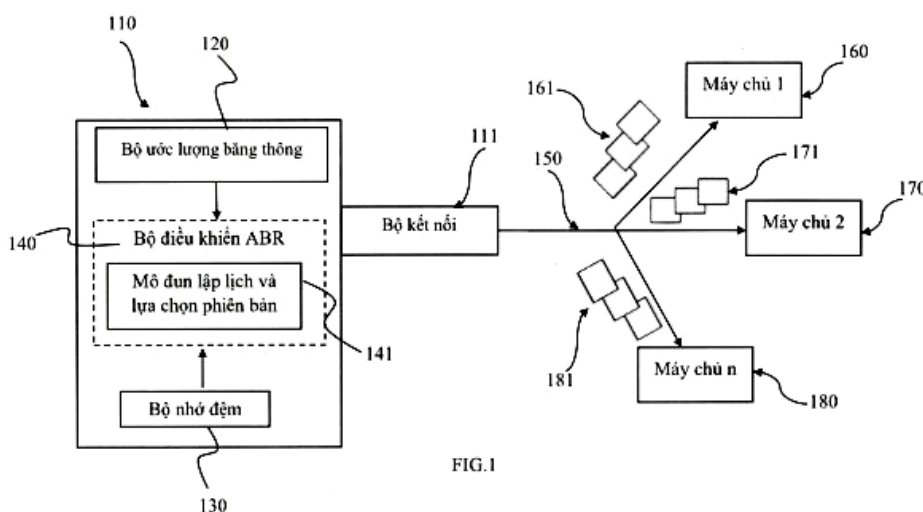 110
120
Bộ ước lượng băng thông
140
Bộ điều khiển ABR
Mô đun lập lịch và
lựa chọn phiên bản
141
Bộ nhớ đệm
130
111
Bộ kết nối
150
161
Máy chủ 1
160
171
Máy chủ 2
170
181
Máy chủ n
180
FIG.1